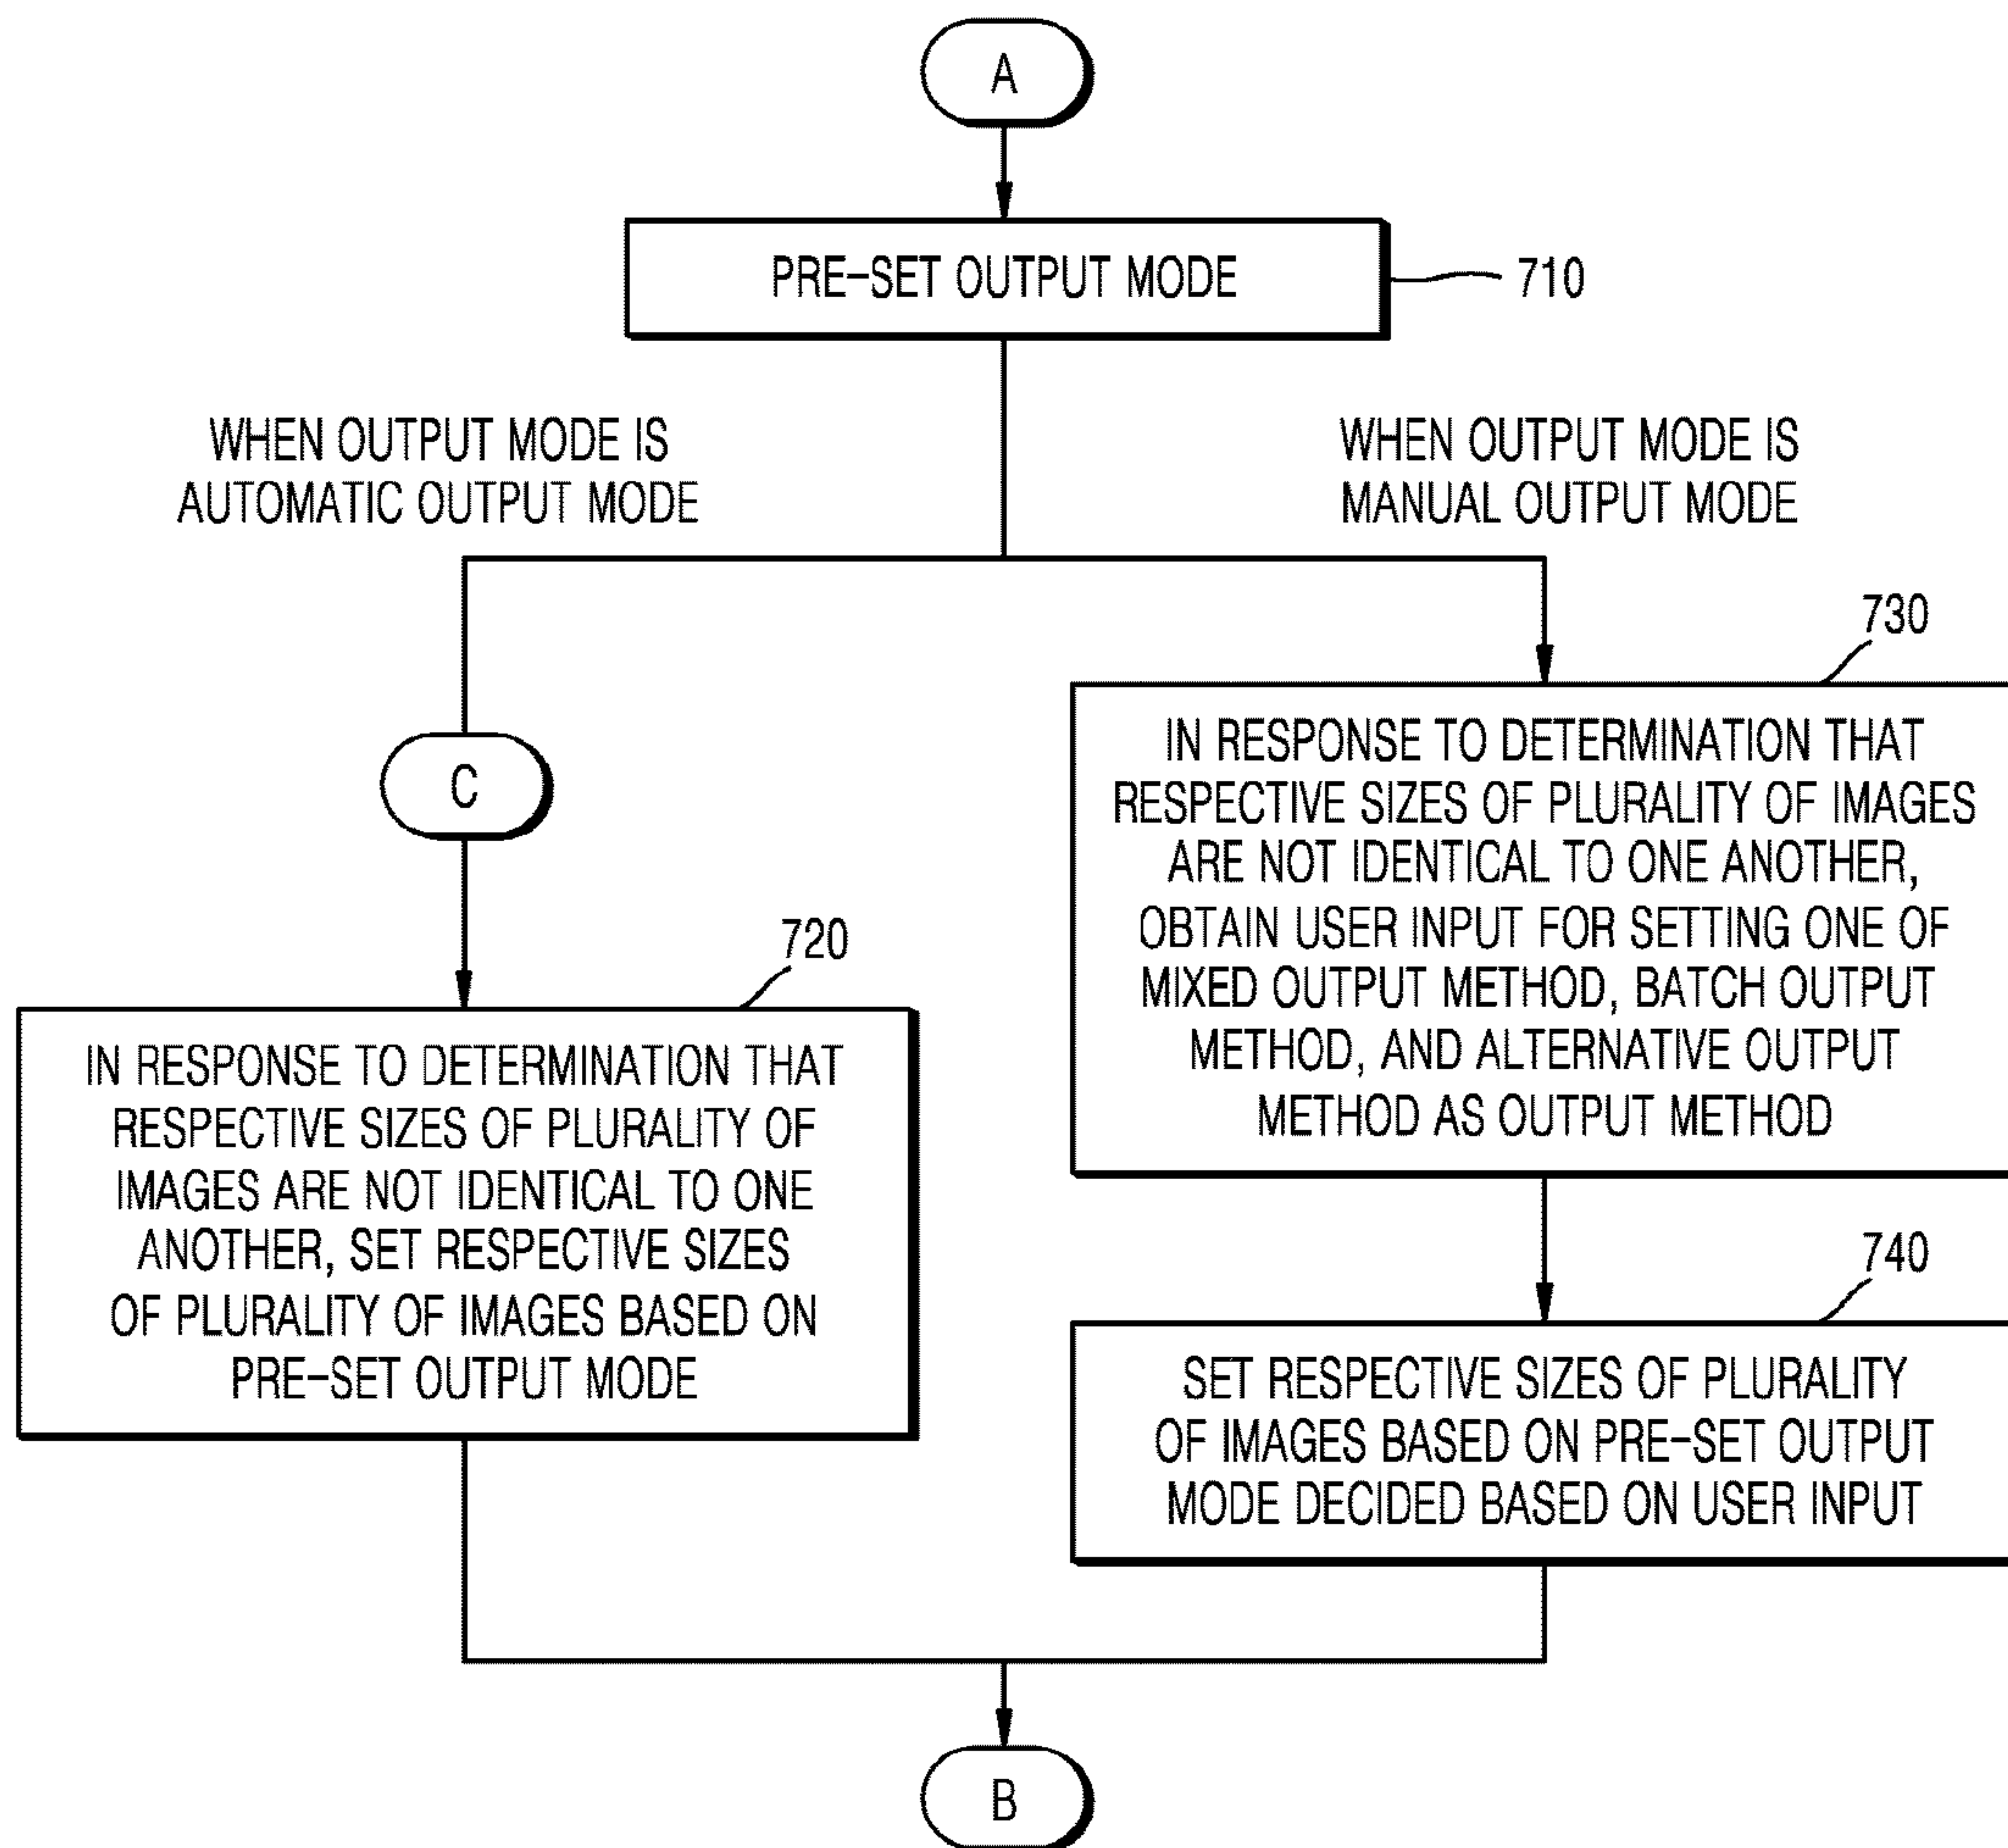 A
PRE-SET OUTPUT MODE
710
WHEN OUTPUT MODE IS
AUTOMATIC OUTPUT MODE
WHEN OUTPUT MODE IS
MANUAL OUTPUT MODE
C
720
IN RESPONSE TO DETERMINATION THAT
RESPECTIVE SIZES OF PLURALITY OF
IMAGES ARE NOT IDENTICAL TO ONE
ANOTHER, SET RESPECTIVE SIZES
OF PLURALITY OF IMAGES BASED ON
PRE-SET OUTPUT MODE
730
IN RESPONSE TO DETERMINATION THAT
RESPECTIVE SIZES OF PLURALITY OF IMAGES
ARE NOT IDENTICAL TO ONE ANOTHER,
OBTAIN USER INPUT FOR SETTING ONE OF
MIXED OUTPUT METHOD, BATCH OUTPUT
METHOD, AND ALTERNATIVE OUTPUT
METHOD AS OUTPUT METHOD
740
SET RESPECTIVE SIZES OF PLURALITY
OF IMAGES BASED ON PRE-SET OUTPUT
MODE DECIDED BASED ON USER INPUT
B